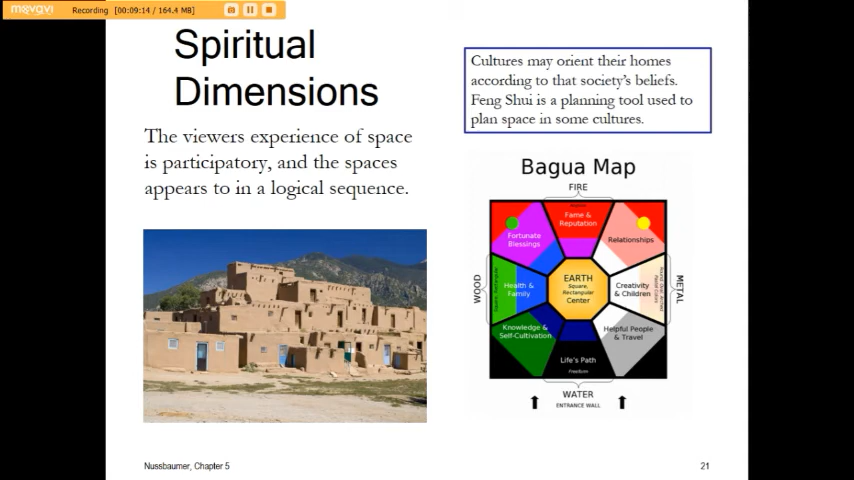 movavi Recording [00:09:14 / 164.4 MB]
Spiritual
Dimensions
The viewers experience of space
is participatory, and the spaces
appears to in a logical sequence.
Cultures may orient their homes
according to that society's beliefs.
Feng Shui is a planning tool used to
plan space in some cultures.
Bagua Map
FIRE
Fame &
Reputation
Fortunate
Blessings
Relationships
WOOD
Health &
Family
EARTH
Square,
Rectangular
Center
Creativity
& Children
METAL
Knowledge &
Self-Cultivation
Helpful People
& Travel
Life's Path
Freeform
WATER
ENTRANCE WALL
Nussbaumer, Chapter 5
21